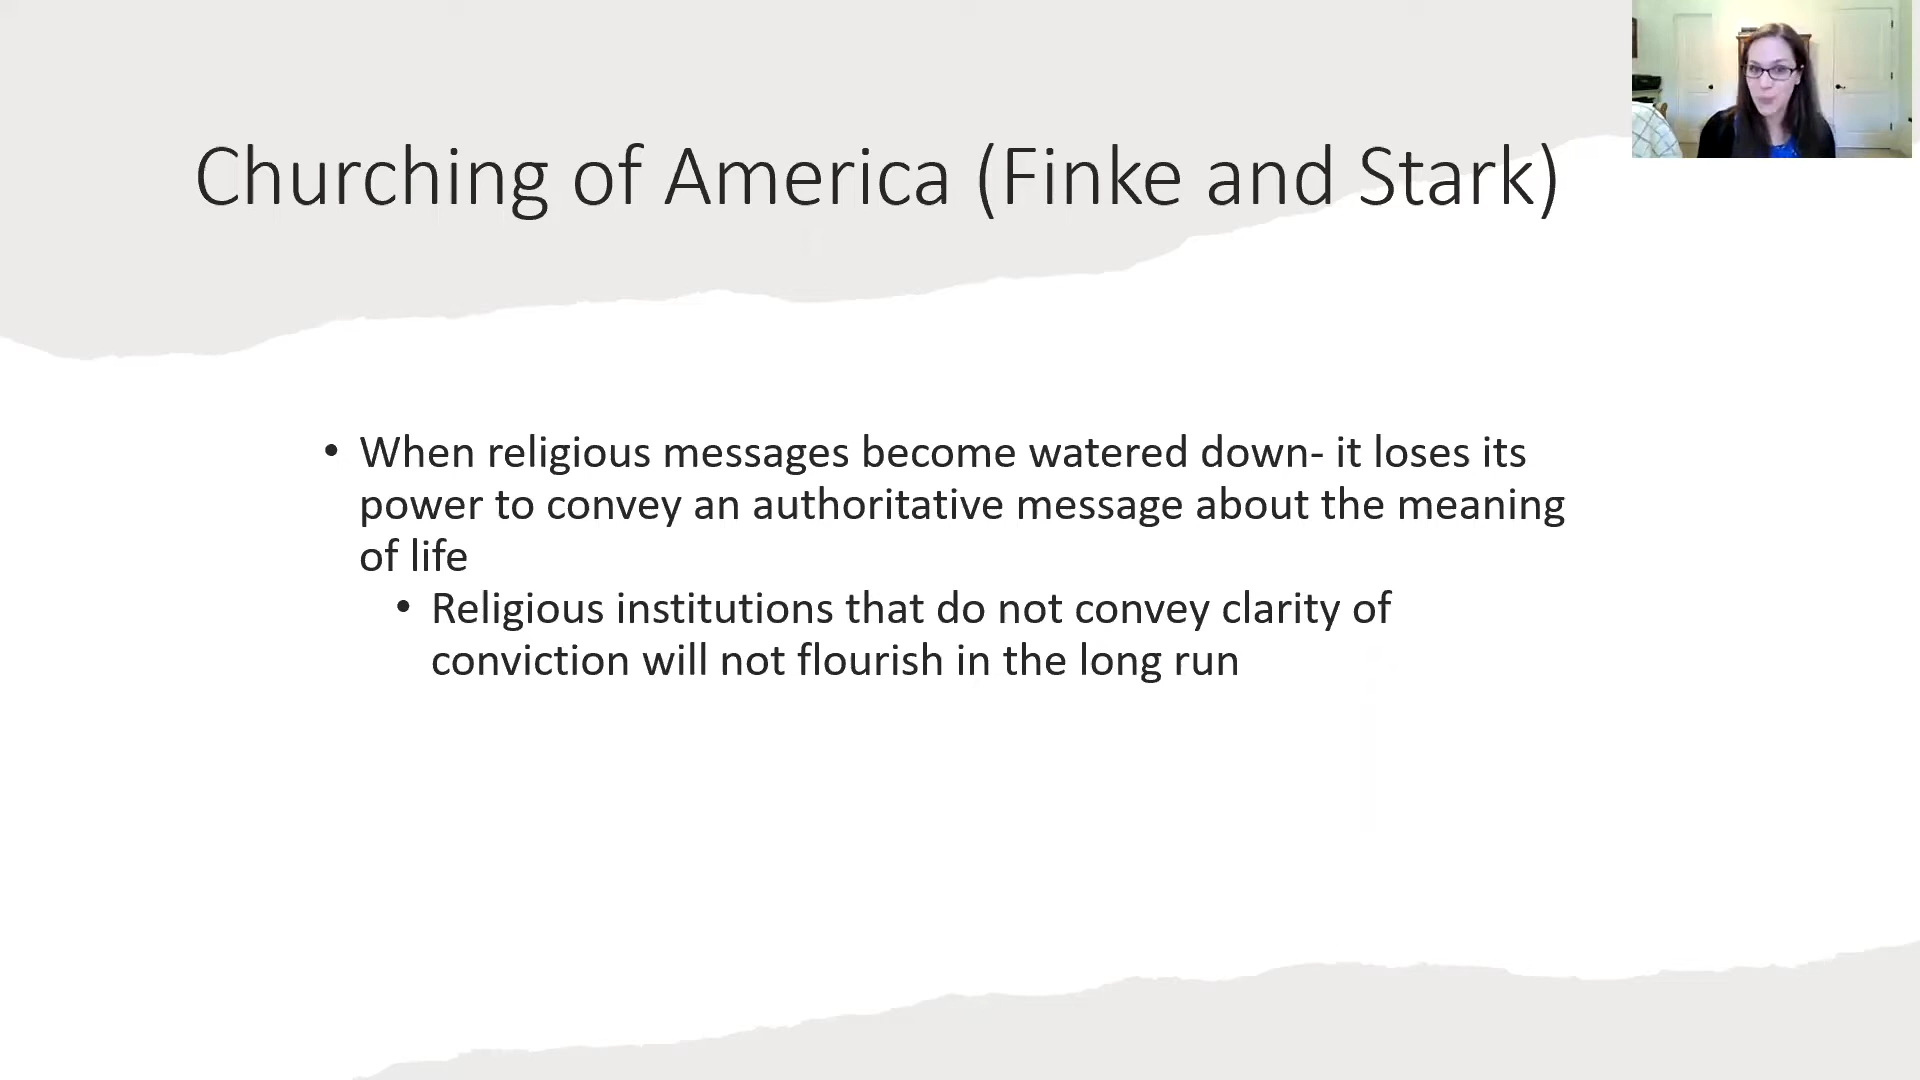 Churching of America (Finke and Stark)
• When religious messages become watered down- it loses its
power to convey an authoritative message about the meaning
of life
• Religious institutions that do not convey clarity of
conviction will not flourish in the long run